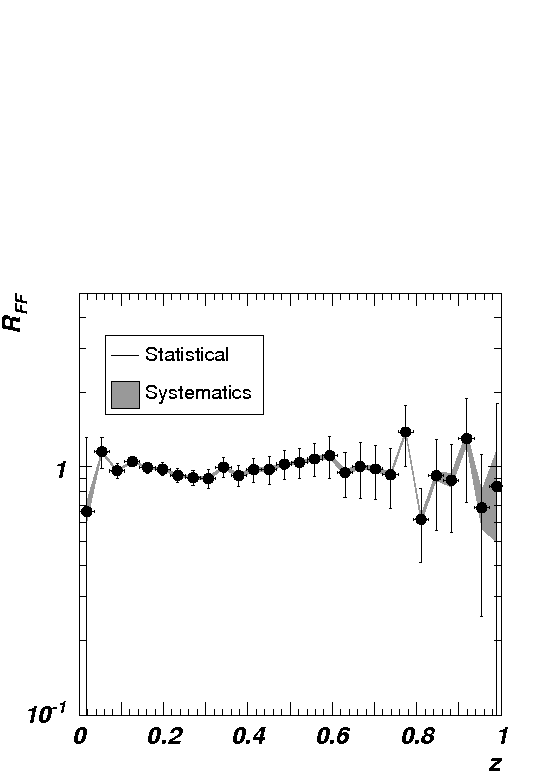 R_FF
Statistical
Systematics
1
10^-1
0 0.2 0.4 0.6 0.8 1
z